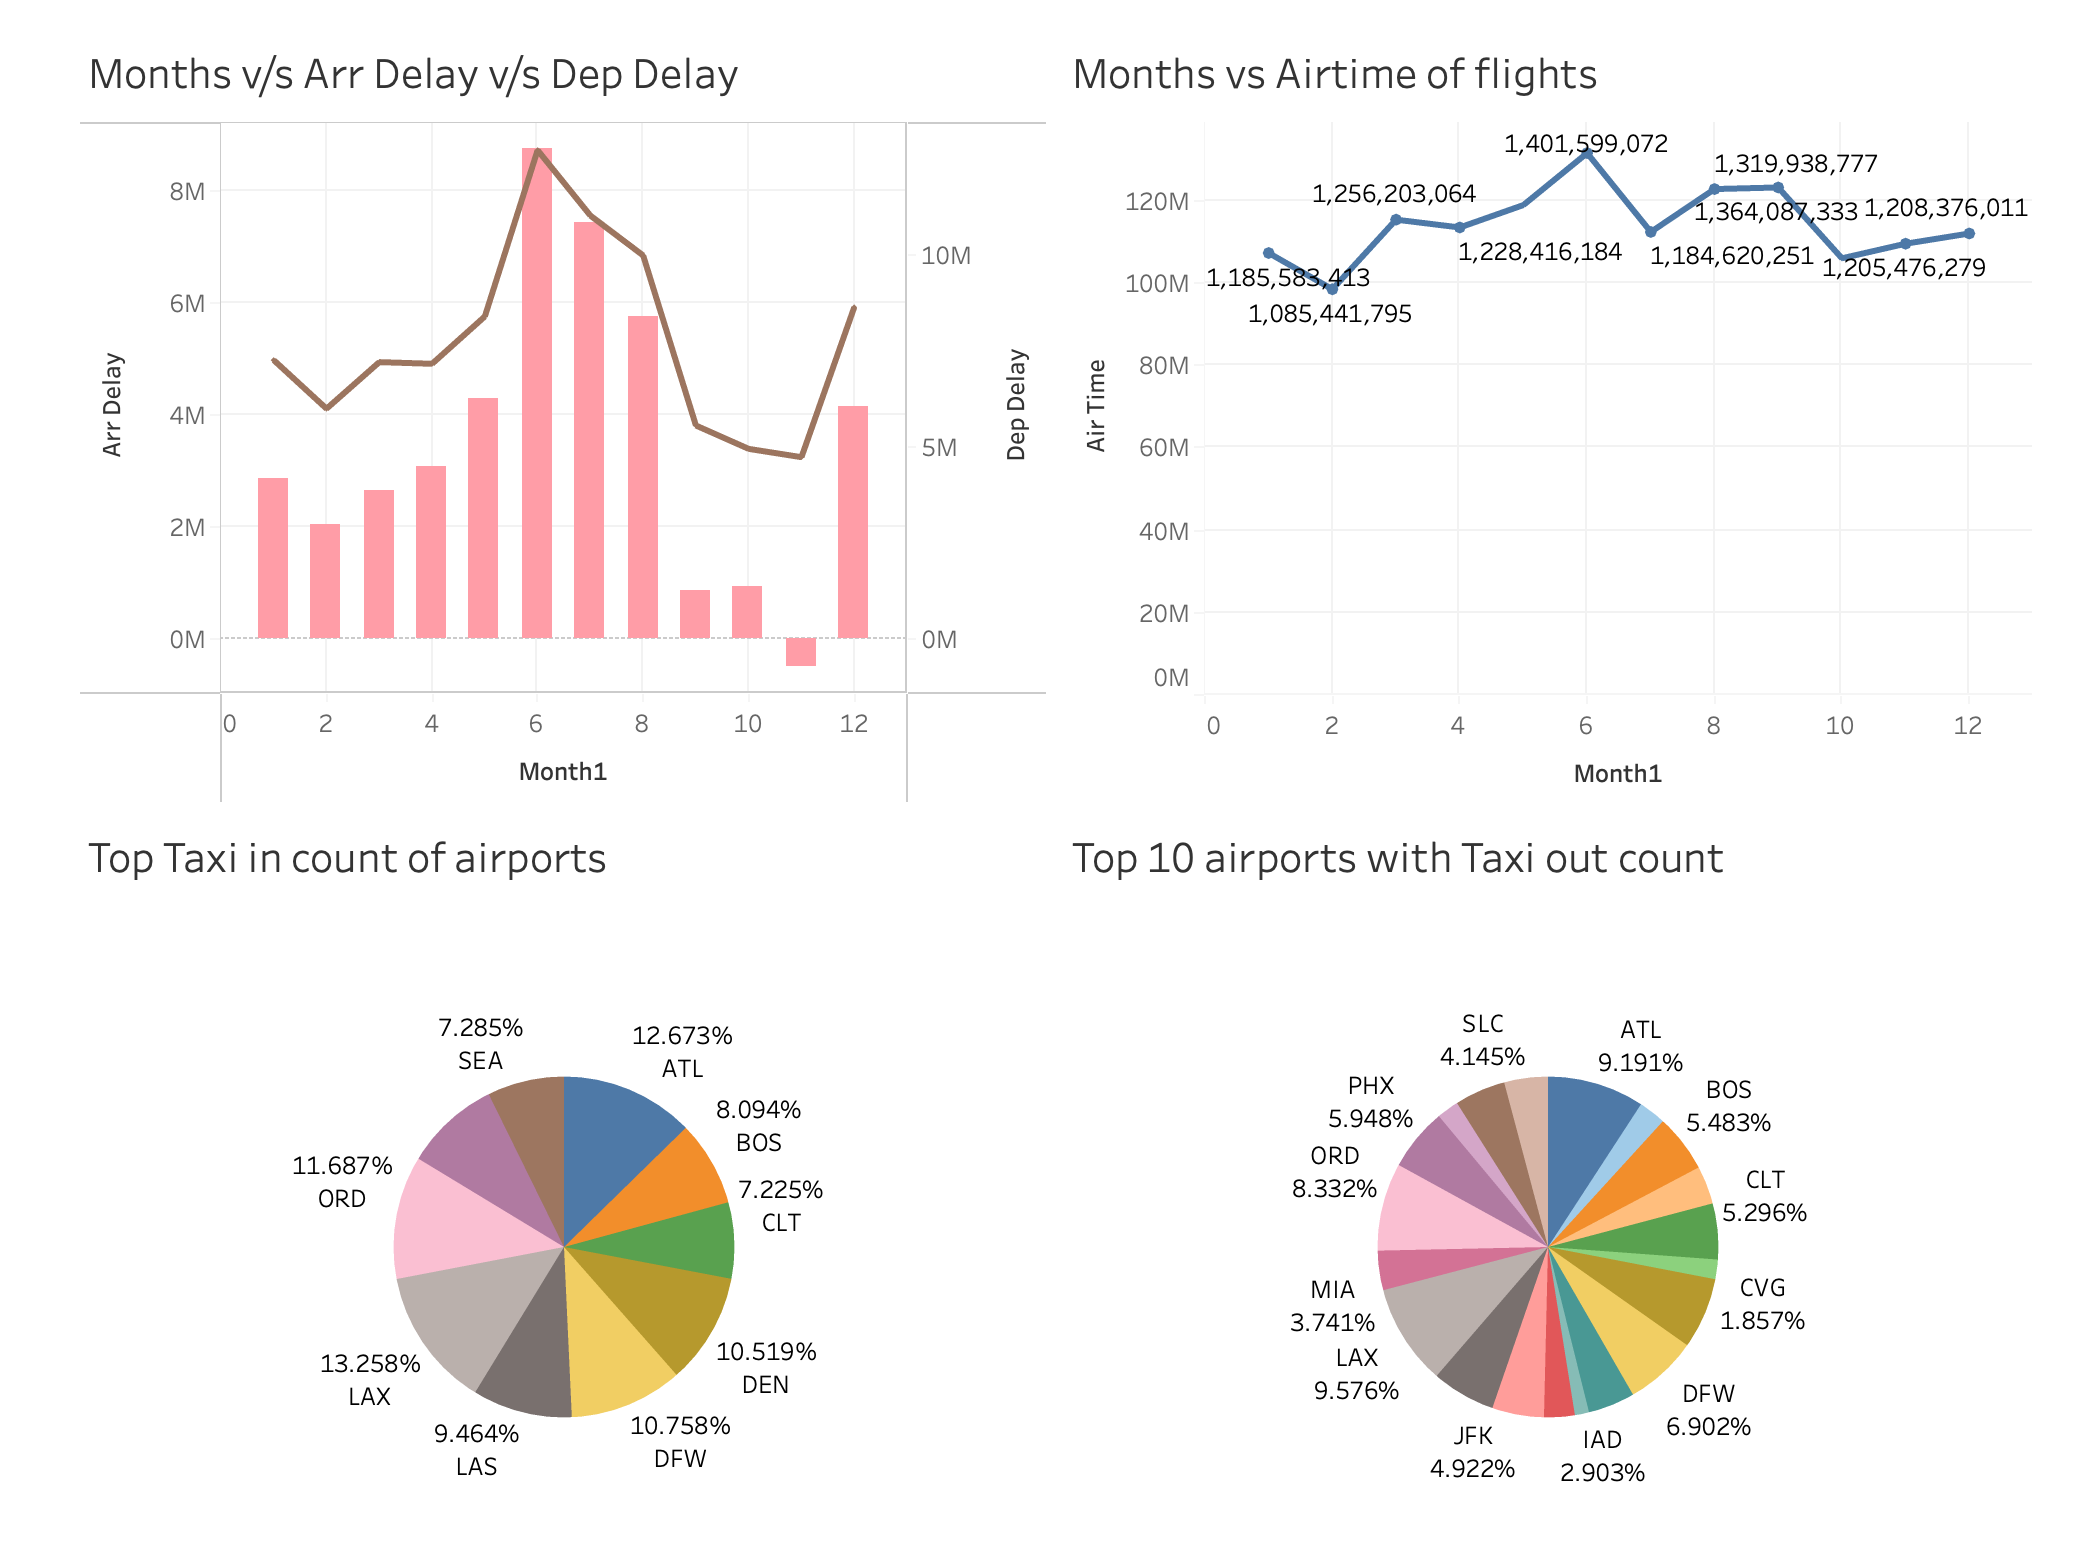 Months v/s Arr Delay v/s Dep Delay
8M
6M
4M
2M
0M
Arr Delay
10M
5M
0M
Dep Delay
0
2
4
6
8
10
12
Month1
Months vs Airtime of flights
120M
100M
80M
60M
40M
20M
0M
Air Time
1,401,599,072
1,319,938,777
1,256,203,064
1,364,087,333
1,208,376,011
1,228,416,184
1,184,620,251
1,205,476,279
1,185,583,413
1,085,441,795
0
2
4
6
8
10
12
Month1
Top Taxi in count of airports
7.285%
SEA
12.673%
ATL
8.094%
BOS
7.225%
CLT
11.687%
ORD
10.519%
DEN
13.258%
LAX
10.758%
DFW
9.464%
LAS
Top 10 airports with Taxi out count
SLC
4.145%
ATL
9.191%
PHX
5.948%
BOS
5.483%
ORD
8.332%
CLT
5.296%
MIA
3.741%
CVG
1.857%
LAX
9.576%
DFW
6.902%
JFK
4.922%
IAD
2.903%